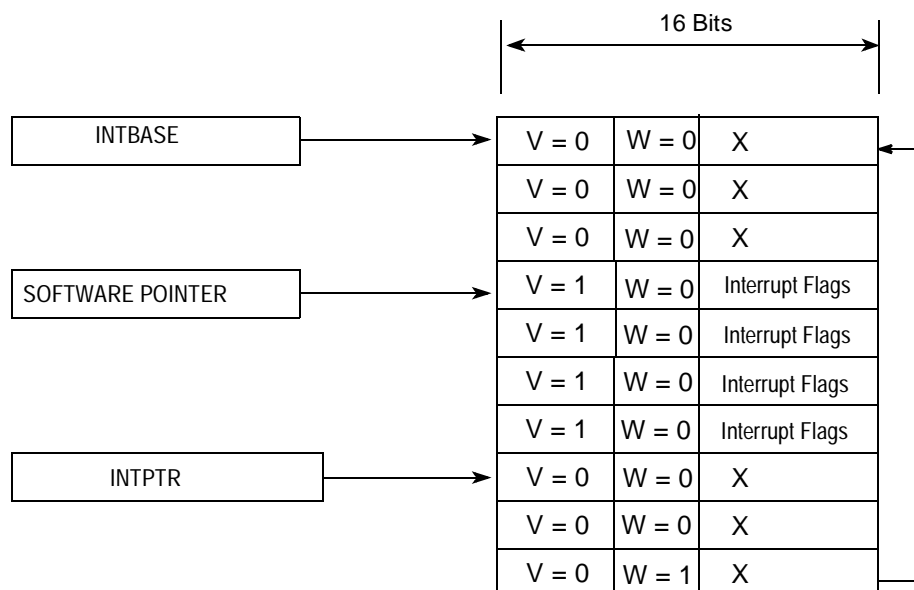 16 Bits
INTBASE
V = 0 W = 0 X
V = 0 W = 0 X
V = 0 W = 0 X
SOFTWARE POINTER
V = 1 W = 0 Interrupt Flags
V = 1 W = 0 Interrupt Flags
V = 1 W = 0 Interrupt Flags
V = 1 W = 0 Interrupt Flags
INTPTR
V = 0 W = 0 X
V = 0 W = 0 X
V = 0 W = 1 X